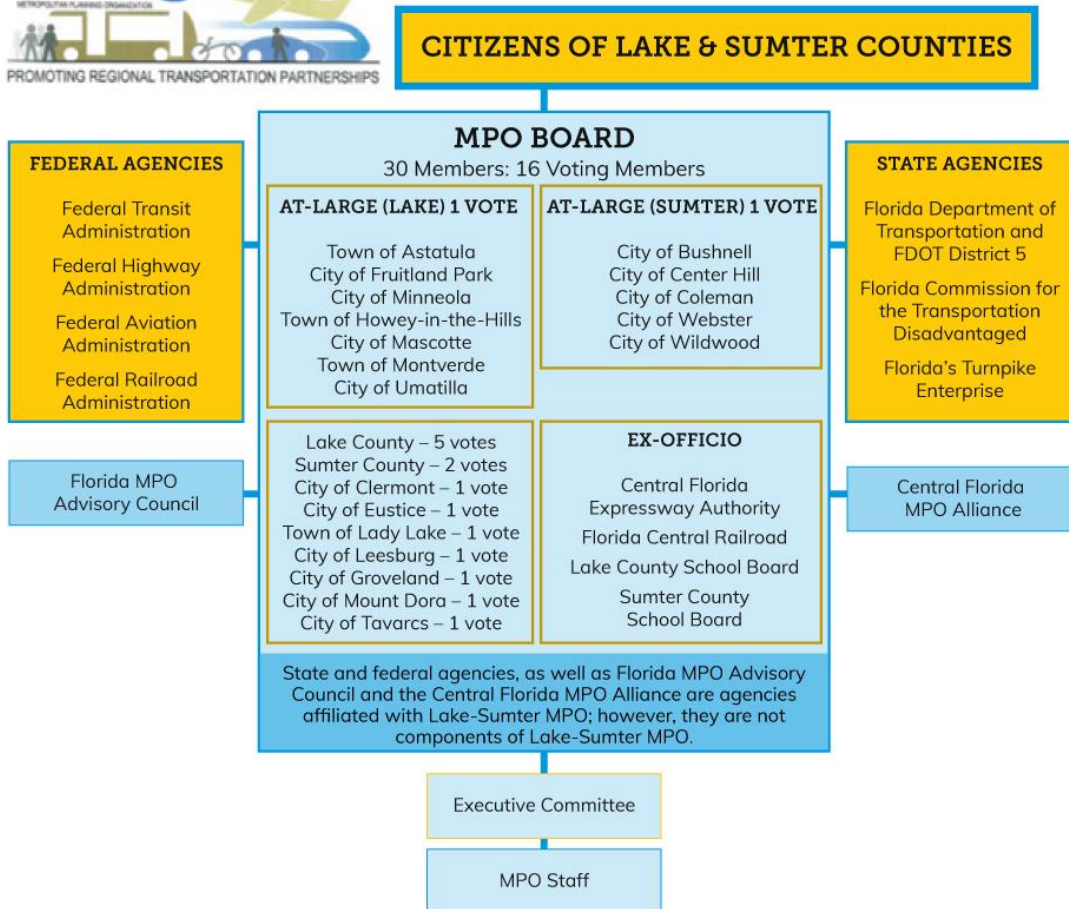 METROPOLITAN PLANNING ORGANIZATION
PROMOTING REGIONAL TRANSPORTATION PARTNERSHIPS
CITIZENS OF LAKE & SUMTER COUNTIES
MPO BOARD
30 Members: 16 Voting Members
FEDERAL AGENCIES
Federal Transit
Administration
Federal Highway
Administration
Federal Aviation
Administration
Federal Railroad
Administration
AT-LARGE (LAKE) 1 VOTE
Town of Astatula
City of Fruitland Park
City of Minneola
Town of Howey-in-the-Hills
City of Mascotte
Town of Montverde
City of Umatilla
AT-LARGE (SUMTER) 1 VOTE
City of Bushnell
City of Center Hill
City of Coleman
City of Webster
City of Wildwood
STATE AGENCIES
Florida Department of
Transportation and
FDOT District 5
Florida Commission for
the Transportation
Disadvantaged
Florida's Turnpike
Enterprise
Florida MPO
Advisory Council
Lake County – 5 votes
Sumter County – 2 votes
City of Clermont – 1 vote
City of Eustice – 1 vote
Town of Lady Lake – 1 vote
City of Leesburg – 1 vote
City of Groveland – 1 vote
City of Mount Dora – 1 vote
City of Tavarcs – 1 vote
EX-OFFICIO
Central Florida
Expressway Authority
Florida Central Railroad
Lake County School Board
Sumter County
School Board
Central Florida
MPO Alliance
State and federal agencies, as well as Florida MPO Advisory
Council and the Central Florida MPO Alliance are agencies
affiliated with Lake-Sumter MPO; however, they are not
components of Lake-Sumter MPO.
Executive Committee
MPO Staff